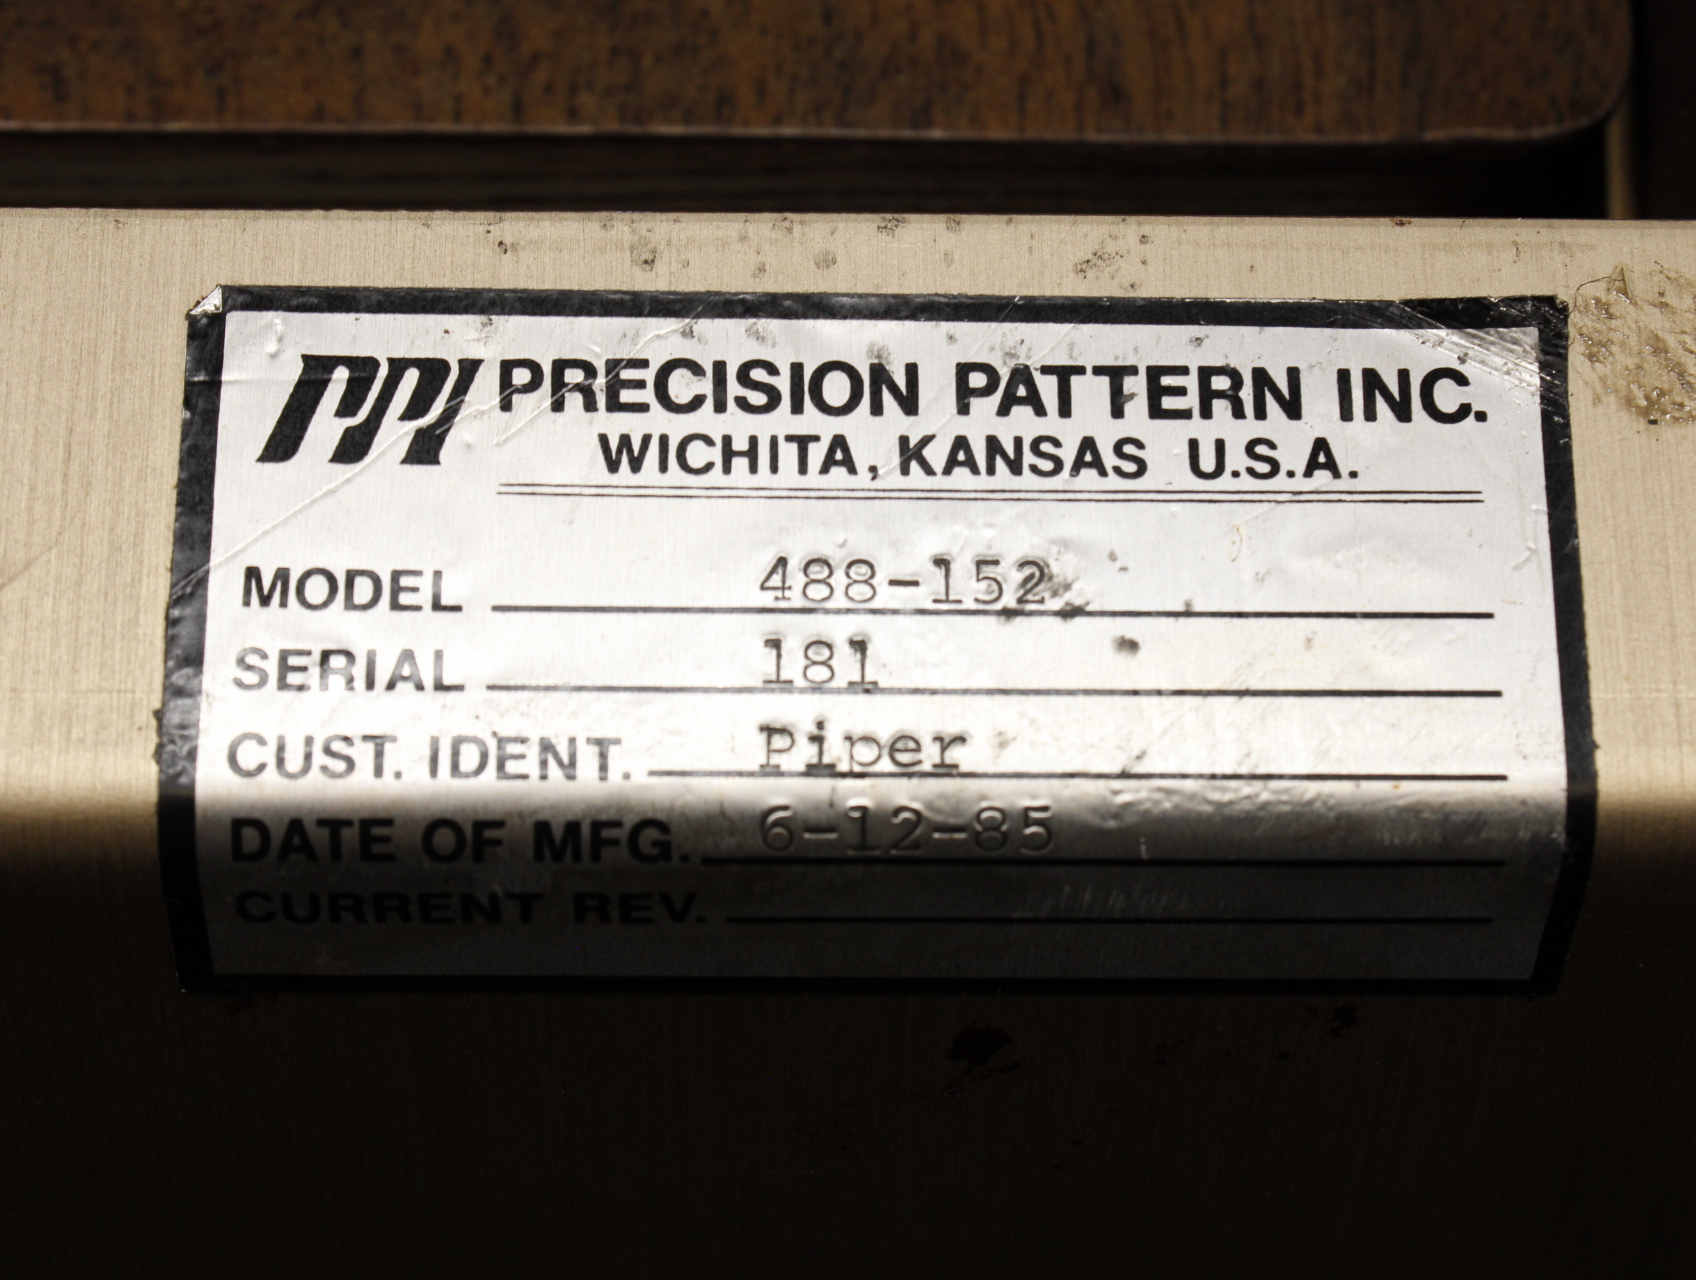 PPI PRECISION PATTERN INC.
WICHITA, KANSAS U.S.A.
MODEL 488-152
SERIAL 181
CUST. IDENT. Piper
DATE OF MFG. 6-12-85
CURRENT REV.